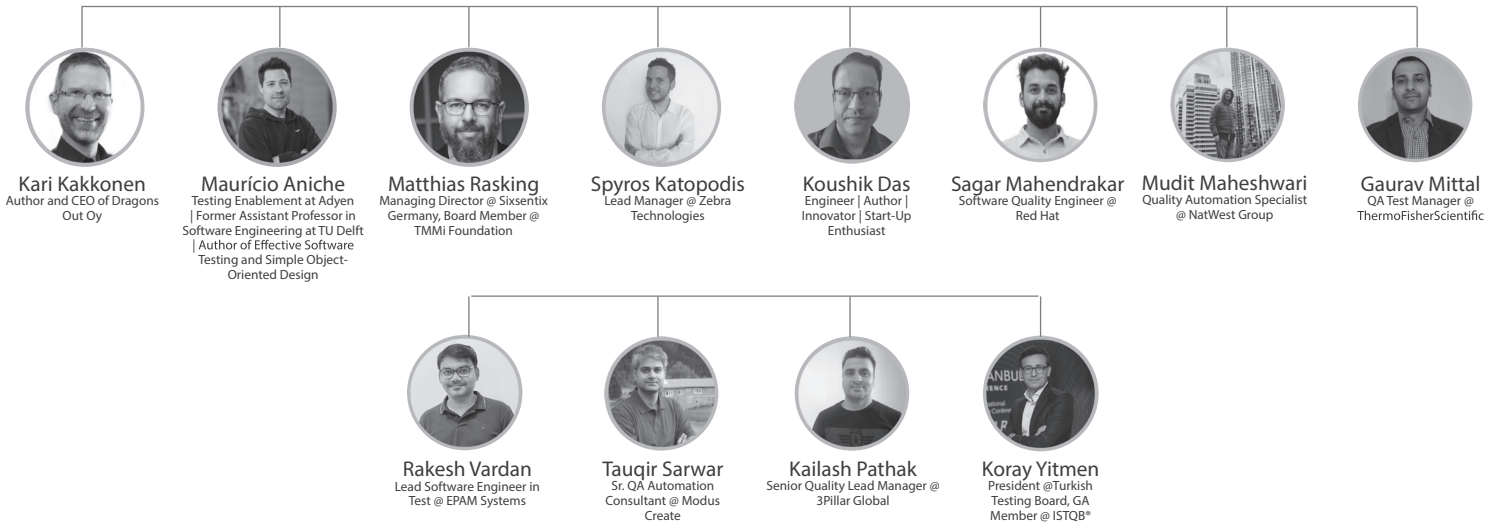 Kari Kakkonen
Author and CEO of Dragons
Out Oy
Maurício Aniche
Testing Enablement at Adyen
| Former Assistant Professor in
Software Engineering at TU Delft
| Author of Effective Software
Testing and Simple Object-
Oriented Design
Matthias Rasking
Managing Director @ Sixsentix
Germany, Board Member @
TMMi Foundation
Spyros Katopodis
Lead Manager @ Zebra
Technologies
Koushik Das
Engineer | Author |
Innovator | Start-Up
Enthusiast
Sagar Mahendrakar
Software Quality Engineer @
Red Hat
Mudit Maheshwari
Quality Automation Specialist
@ NatWest Group
Gaurav Mittal
QA Test Manager @
ThermoFisherScientific
Rakesh Vardan
Lead Software Engineer in
Test @ EPAM Systems
Tauqir Sarwar
Sr. QA Automation
Consultant @ Modus
Create
Kailash Pathak
Senior Quality Lead Manager @
3Pillar Global
ANBUL
RENCE
Koray Yitmen
President @Turkish
Testing Board, GA
Member @ ISTQB®